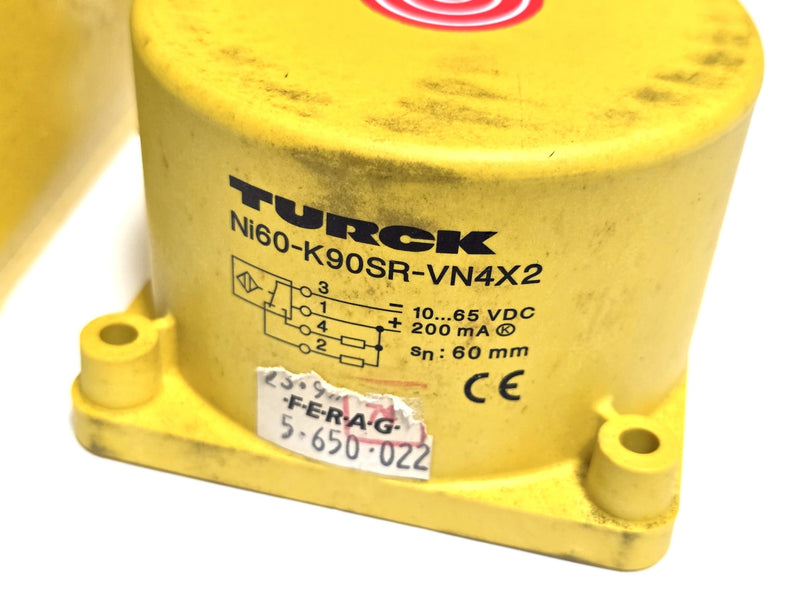 TURCK
Ni60-K90SR-VN4X2
3 − 10...65 VDC
1 + 200 mA Ⓚ
4
2 sn : 60 mm
CE
·F·E·R·A·G·
5·650·022